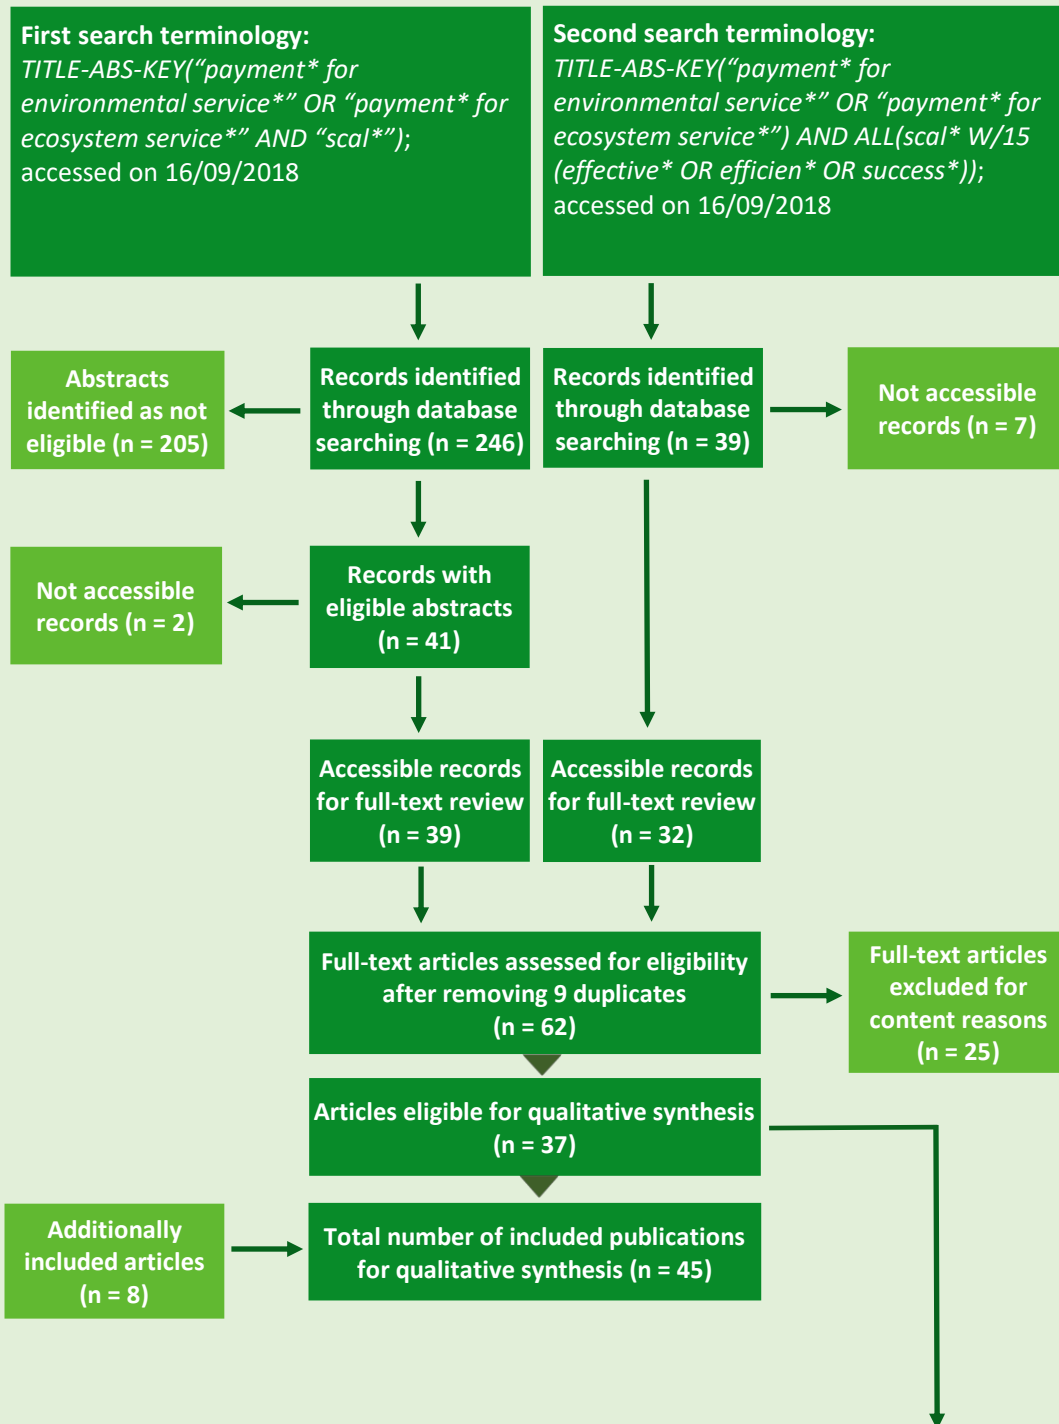 First search terminology:
TITLE-ABS-KEY(“payment* for
environmental service*” OR “payment* for
ecosystem service*” AND “scal*”);
accessed on 16/09/2018
Second search terminology:
TITLE-ABS-KEY(“payment* for
environmental service*” OR “payment* for
ecosystem service*”) AND ALL(scal* W/15
(effective* OR efficien* OR success*));
accessed on 16/09/2018
Abstracts
identified as not
eligible (n = 205)
Records identified
through database
searching (n = 246)
Records identified
through database
searching (n = 39)
Not accessible
records (n = 7)
Not accessible
records (n = 2)
Records with
eligible abstracts
(n = 41)
Accessible records
for full-text review
(n = 39)
Accessible records
for full-text review
(n = 32)
Full-text articles assessed for eligibility
after removing 9 duplicates
(n = 62)
Full-text articles
excluded for
content reasons
(n = 25)
Articles eligible for qualitative synthesis
(n = 37)
Additionally
included articles
(n = 8)
Total number of included publications
for qualitative synthesis (n = 45)